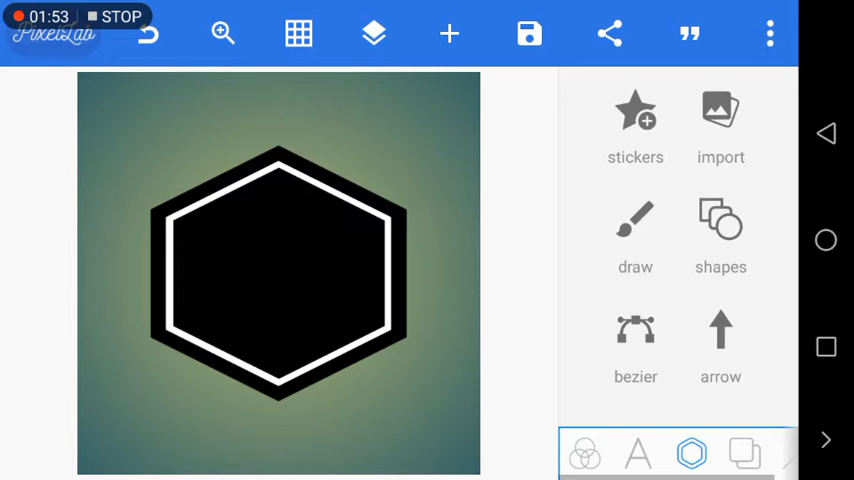 01:53 STOP
PixelLab
stickers import
draw shapes
bezier arrow